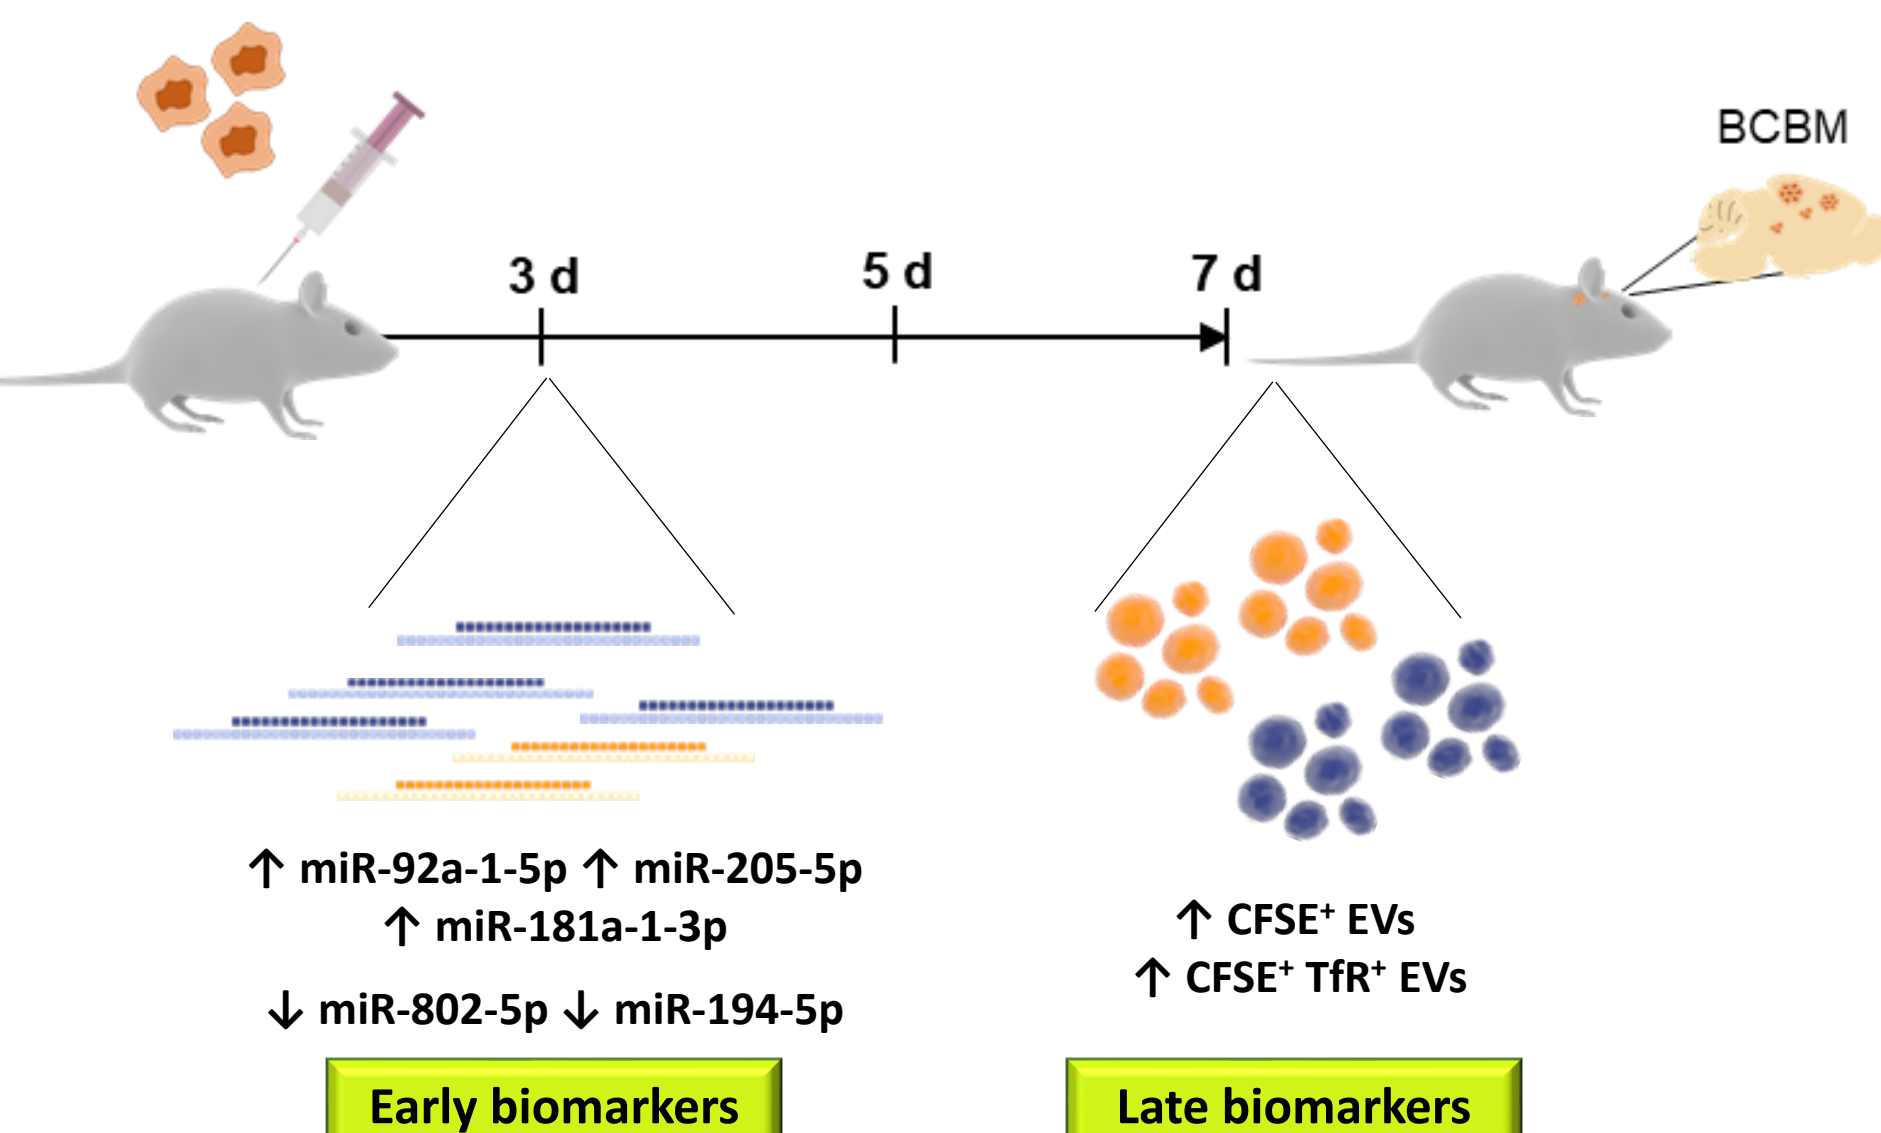 BCBM
3 d
5 d
7 d
↑ miR-92a-1-5p ↑ miR-205-5p
↑ miR-181a-1-3p
↓ miR-802-5p ↓ miR-194-5p
Early biomarkers
↑ CFSE⁺ EVs
↑ CFSE⁺ TfR⁺ EVs
Late biomarkers